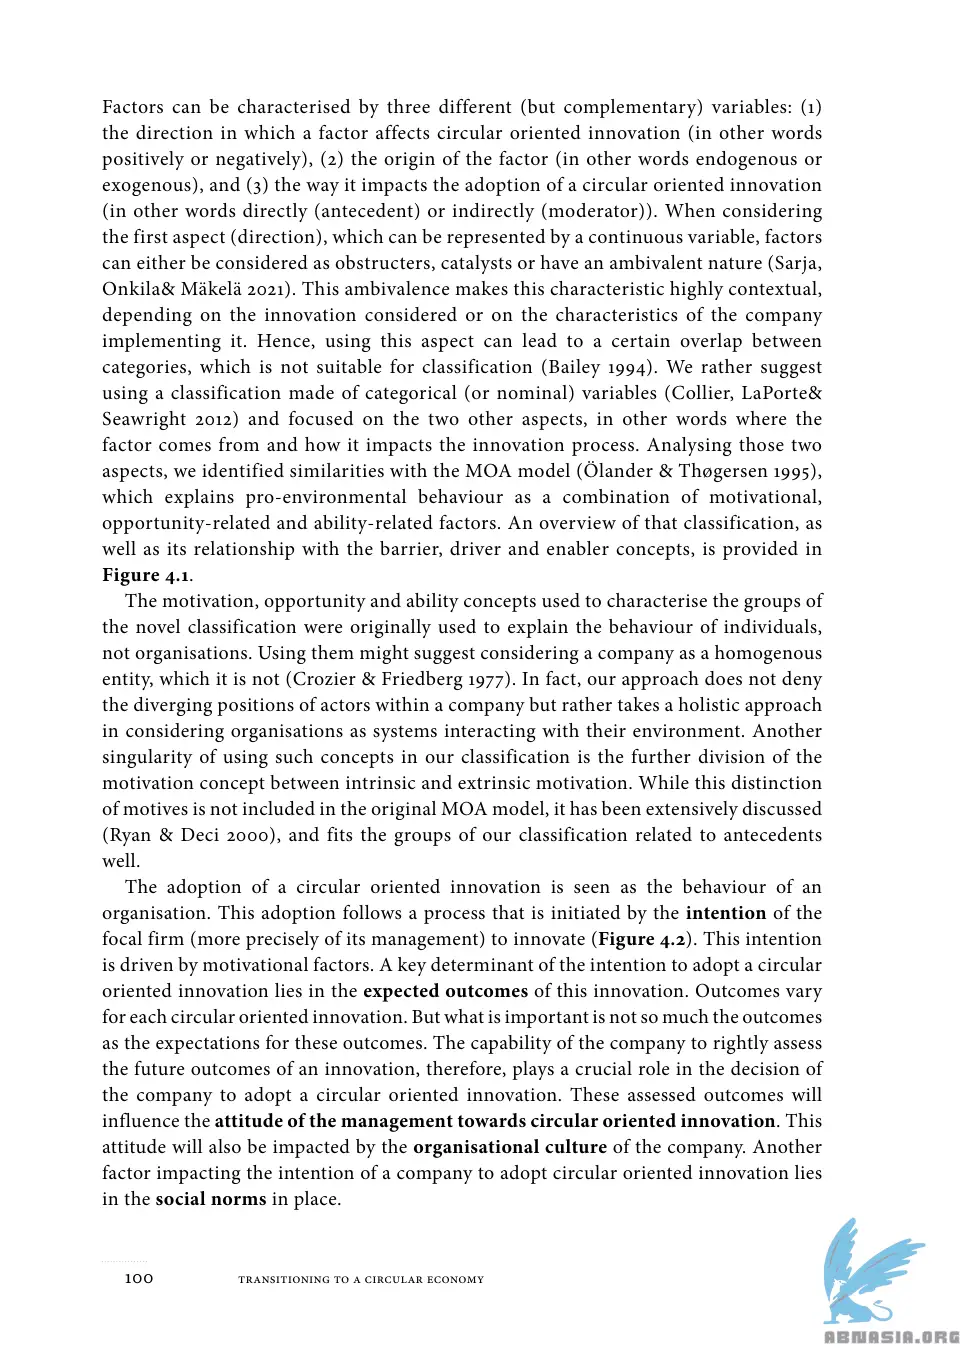 Factors can be characterised by three different (but complementary) variables: (1)
the direction in which a factor affects circular oriented innovation (in other words
positively or negatively), (2) the origin of the factor (in other words endogenous or
exogenous), and (3) the way it impacts the adoption of a circular oriented innovation
(in other words directly (antecedent) or indirectly (moderator)). When considering
the first aspect (direction), which can be represented by a continuous variable, factors
can either be considered as obstructers, catalysts or have an ambivalent nature (Sarja,
Onkila& Mäkelä 2021). This ambivalence makes this characteristic highly contextual,
depending on the innovation considered or on the characteristics of the company
implementing it. Hence, using this aspect can lead to a certain overlap between
categories, which is not suitable for classification (Bailey 1994). We rather suggest
using a classification made of categorical (or nominal) variables (Collier, LaPorte&
Seawright 2012) and focused on the two other aspects, in other words where the
factor comes from and how it impacts the innovation process. Analysing those two
aspects, we identified similarities with the MOA model (Ölander & Thøgersen 1995),
which explains pro-environmental behaviour as a combination of motivational,
opportunity-related and ability-related factors. An overview of that classification, as
well as its relationship with the barrier, driver and enabler concepts, is provided in
Figure 4.1.
The motivation, opportunity and ability concepts used to characterise the groups of
the novel classification were originally used to explain the behaviour of individuals,
not organisations. Using them might suggest considering a company as a homogenous
entity, which it is not (Crozier & Friedberg 1977). In fact, our approach does not deny
the diverging positions of actors within a company but rather takes a holistic approach
in considering organisations as systems interacting with their environment. Another
singularity of using such concepts in our classification is the further division of the
motivation concept between intrinsic and extrinsic motivation. While this distinction
of motives is not included in the original MOA model, it has been extensively discussed
(Ryan & Deci 2000), and fits the groups of our classification related to antecedents
well.
The adoption of a circular oriented innovation is seen as the behaviour of an
organisation. This adoption follows a process that is initiated by the intention of the
focal firm (more precisely of its management) to innovate (Figure 4.2). This intention
is driven by motivational factors. A key determinant of the intention to adopt a circular
oriented innovation lies in the expected outcomes of this innovation. Outcomes vary
for each circular oriented innovation. But what is important is not so much the outcomes
as the expectations for these outcomes. The capability of the company to rightly assess
the future outcomes of an innovation, therefore, plays a crucial role in the decision of
the company to adopt a circular oriented innovation. These assessed outcomes will
influence the attitude of the management towards circular oriented innovation. This
attitude will also be impacted by the organisational culture of the company. Another
factor impacting the intention of a company to adopt circular oriented innovation lies
in the social norms in place.
100 TRANSITIONING TO A CIRCULAR ECONOMY
ABNASIA.ORG